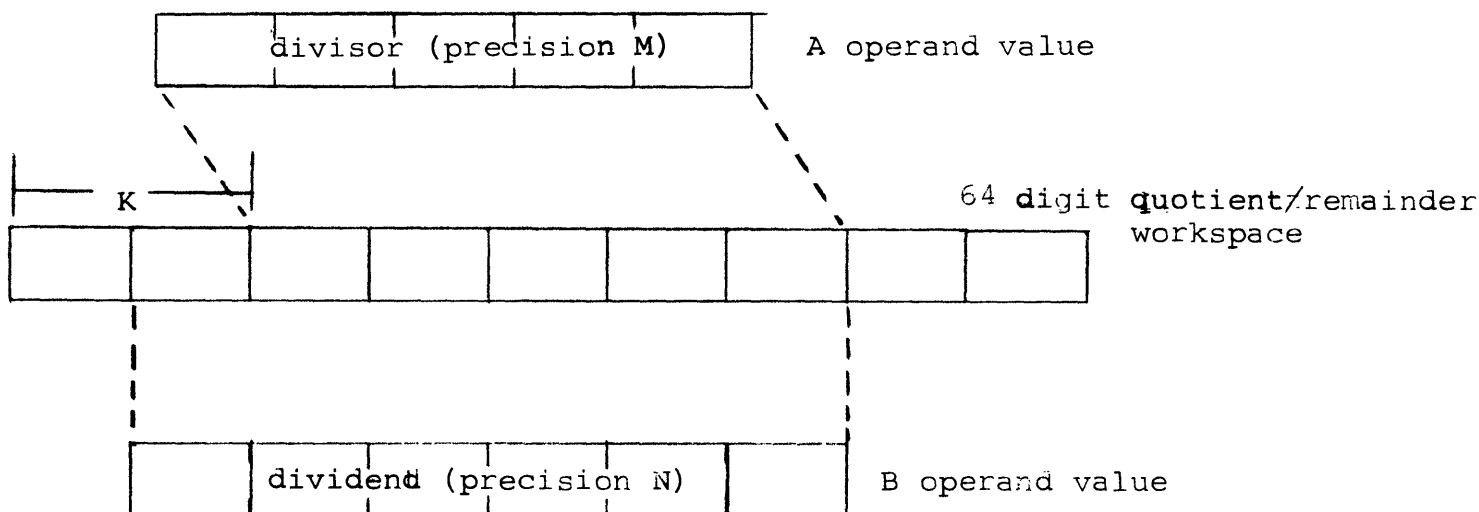 divisor (precision M)
A operand value
K
64 digit quotient/remainder
workspace
dividend (precision N)
B operand value